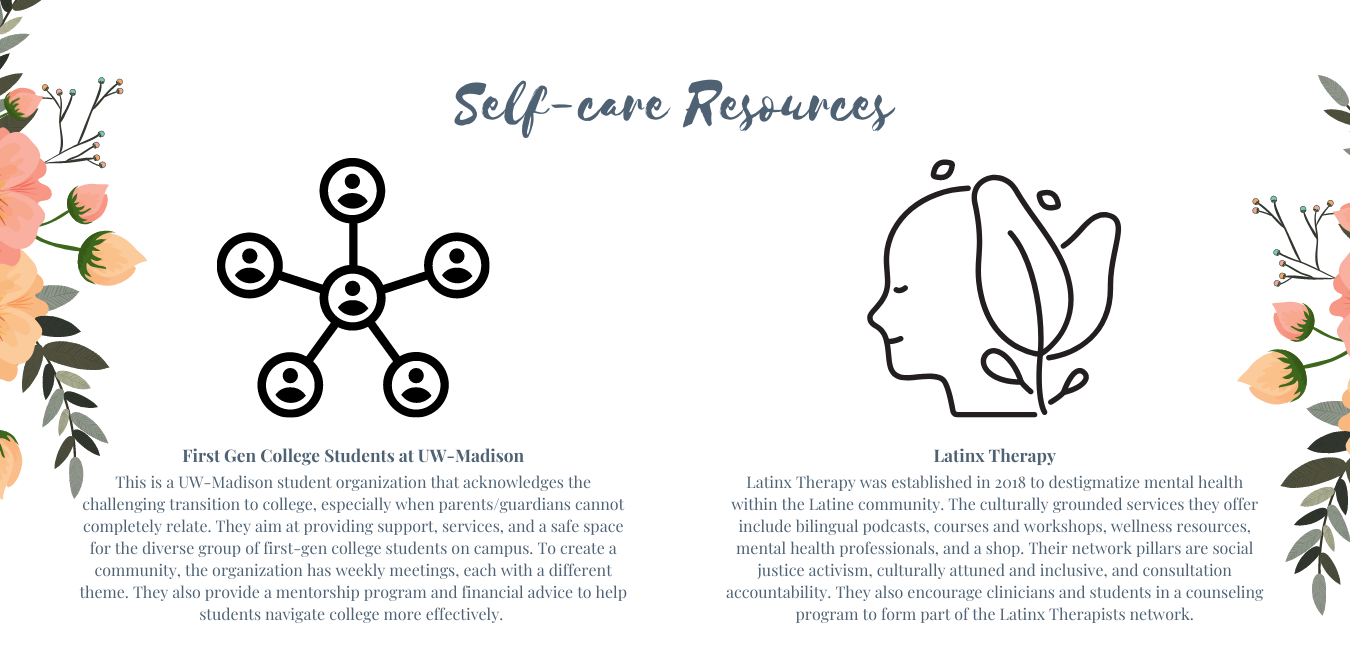 Self-care Resources
First Gen College Students at UW-Madison
This is a UW-Madison student organization that acknowledges the
challenging transition to college, especially when parents/guardians cannot
completely relate. They aim at providing support, services, and a safe space
for the diverse group of first-gen college students on campus. To create a
community, the organization has weekly meetings, each with a different
theme. They also provide a mentorship program and financial advice to help
students navigate college more effectively.
Latinx Therapy
Latinx Therapy was established in 2018 to destigmatize mental health
within the Latine community. The culturally grounded services they offer
include bilingual podcasts, courses and workshops, wellness resources,
mental health professionals, and a shop. Their network pillars are social
justice activism, culturally attuned and inclusive, and consultation
accountability. They also encourage clinicians and students in a counseling
program to form part of the Latinx Therapists network.